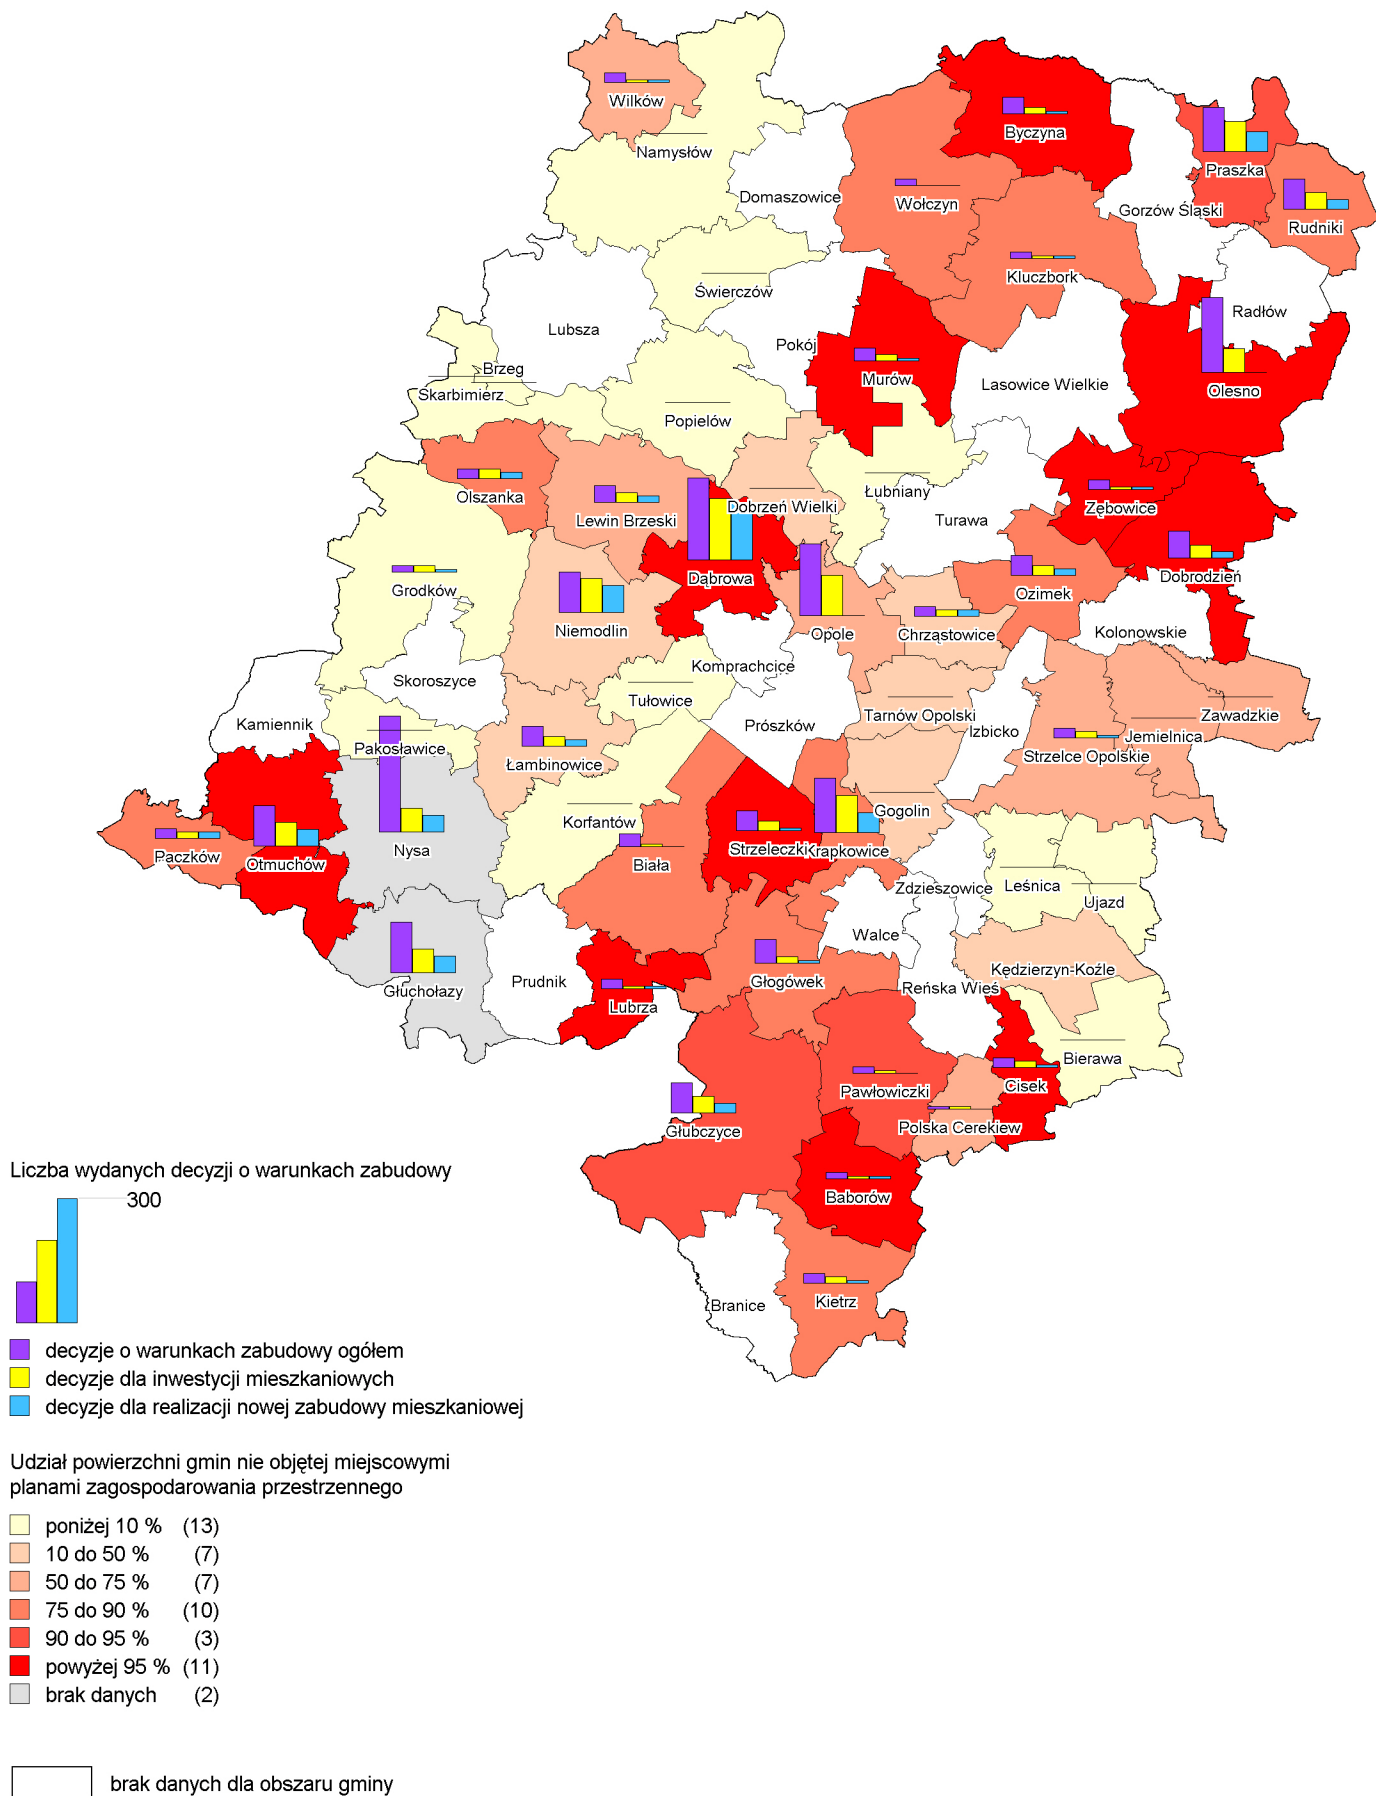 Wilków
Namysłów
Domaszowice
Wołczyn
Byczyna
Gorzów Śląski
Praszka
Rudniki
Kluczbork
Świerczów
Lubsza
Pokój
Radłów
Brzeg
Skarbimierz
Murów
Lasowice Wielkie
Olesno
Popielów
Olszanka
Lewin Brzeski
Dobrzeń Wielki
Łubniany
Turawa
Zębowice
Grodków
Dąbrowa
Ozimek
Dobrodzień
Niemodlin
Opole
Chrząstowice
Kolonowskie
Skoroszyce
Komprachcice
Kamiennik
Tułowice
Prószków
Tarnów Opolski
Izbicko
Zawadzkie
Jemielnica
Pakosławice
Łambinowice
Strzelce Opolskie
Korfantów
Gogolin
Paczków
Otmuchów
Nysa
Biała
Strzeleczki
Krapkowice
Zdzieszowice
Leśnica
Ujazd
Walce
Głuchołazy
Prudnik
Głogówek
Kędzierzyn-Koźle
Reńska Wieś
Lubrza
Bierawa
Pawłowiczki
Cisek
Głubczyce
Polska Cerekiew
Baborów
Branice
Kietrz
Liczba wydanych decyzji o warunkach zabudowy
300
decyzje o warunkach zabudowy ogółem
decyzje dla inwestycji mieszkaniowych
decyzje dla realizacji nowej zabudowy mieszkaniowej
Udział powierzchni gmin nie objętej miejscowymi
planami zagospodarowania przestrzennego
poniżej 10 % (13)
10 do 50 % (7)
50 do 75 % (7)
75 do 90 % (10)
90 do 95 % (3)
powyżej 95 % (11)
brak danych (2)
brak danych dla obszaru gminy